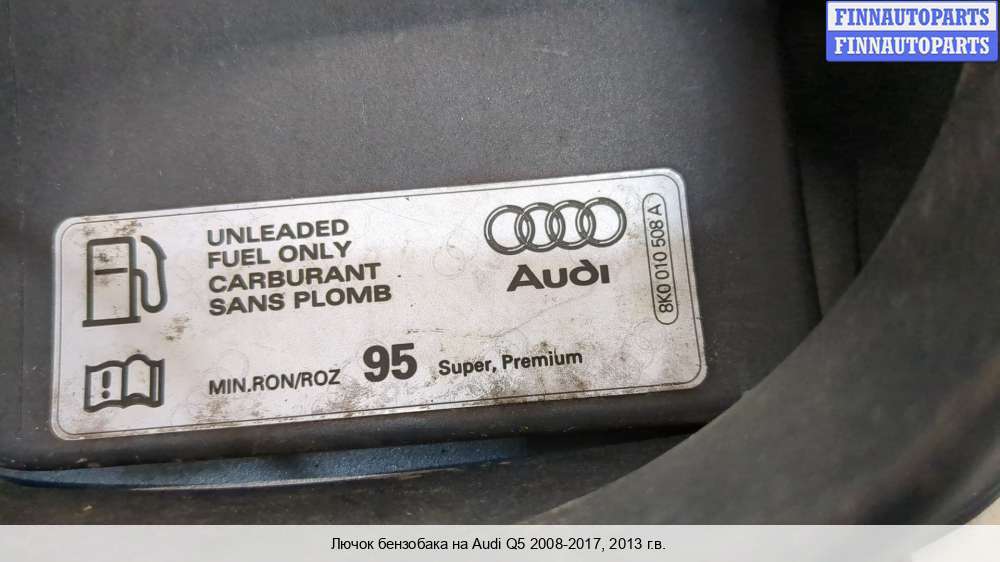 FINNAUTOPARTS
FINNAUTOPARTS
UNLEADED
FUEL ONLY
CARBURANT
SANS PLOMB
Audi
8K0 010 508 A
MIN.RON/ROZ 95 Super, Premium
Лючок бензобака на Audi Q5 2008-2017, 2013 г.в.